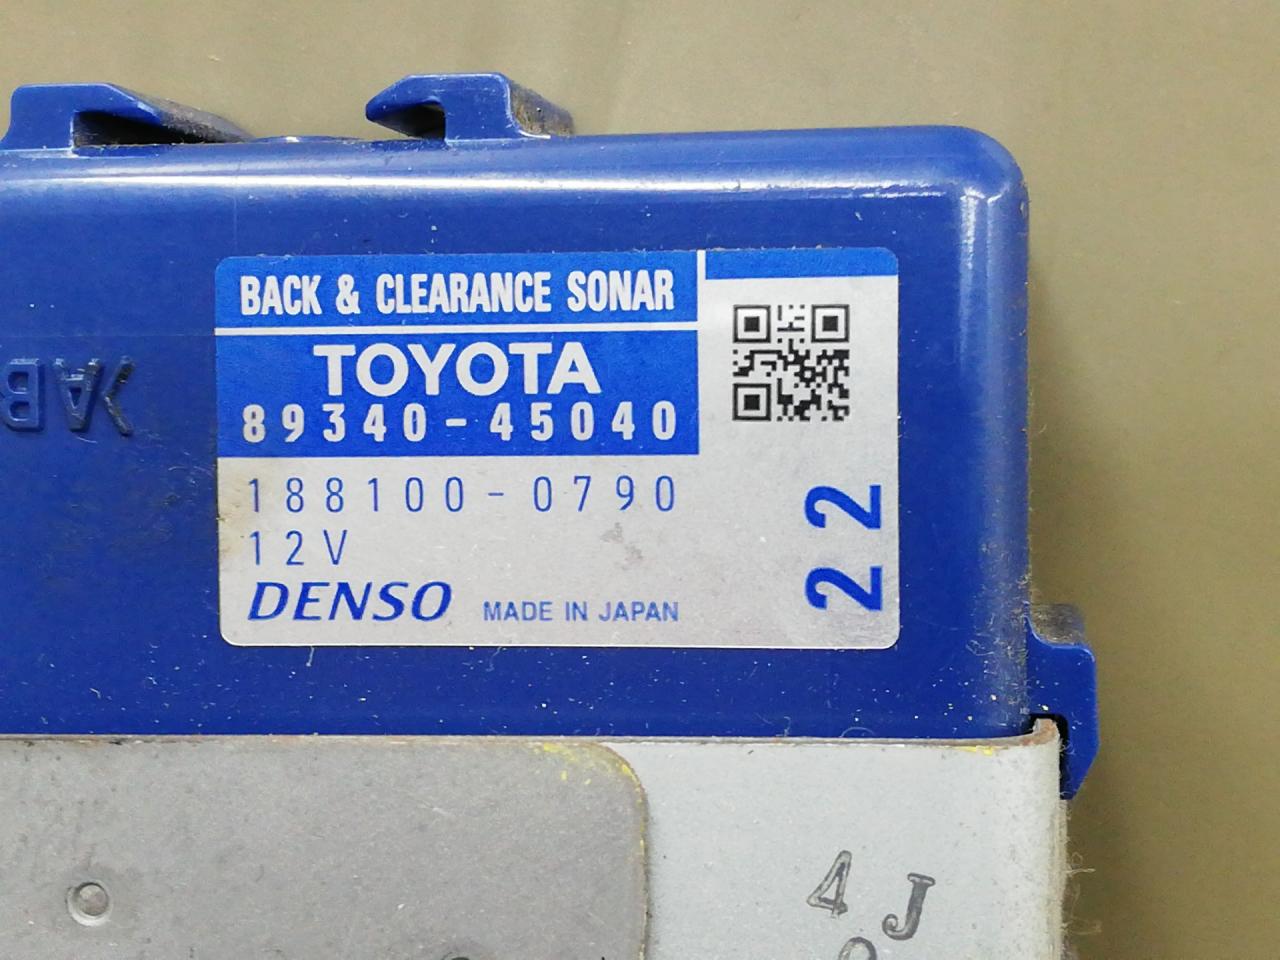 BACK & CLEARANCE SONAR
TOYOTA
89340-45040
188100-0790
12V
DENSO MADE IN JAPAN
22
4J